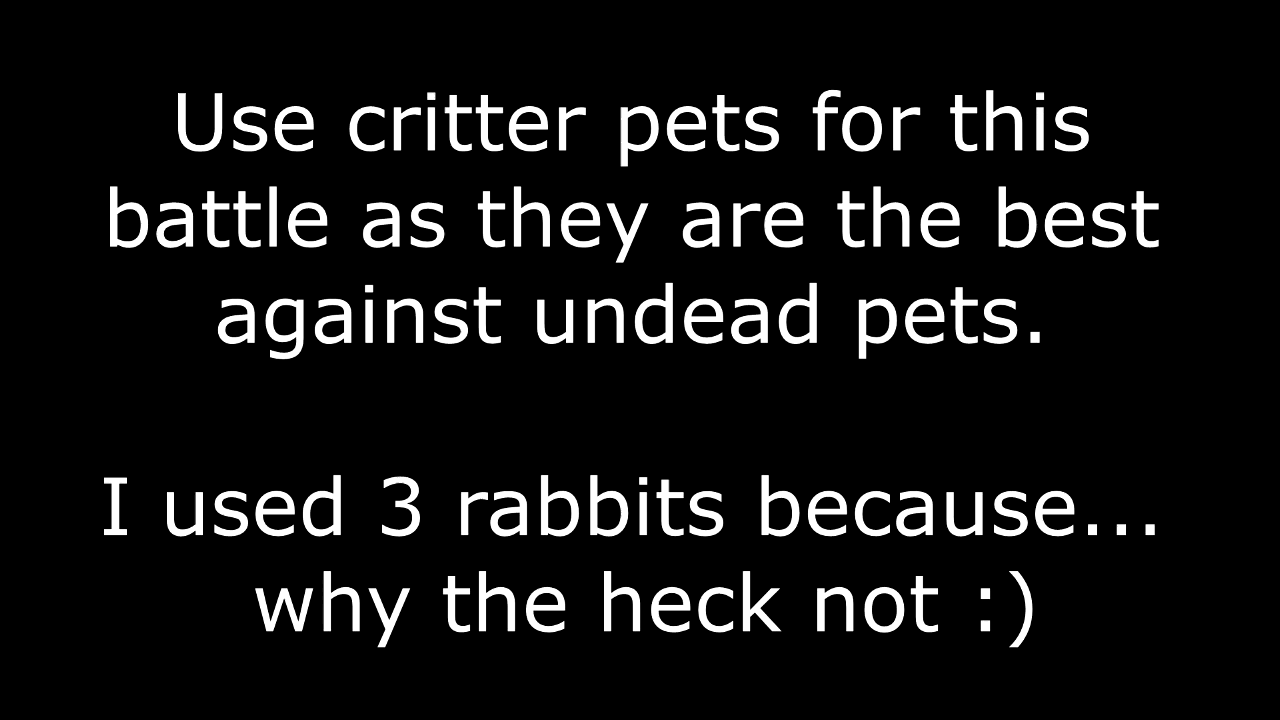 Use critter pets for this
battle as they are the best
against undead pets.
I used 3 rabbits because...
why the heck not :)